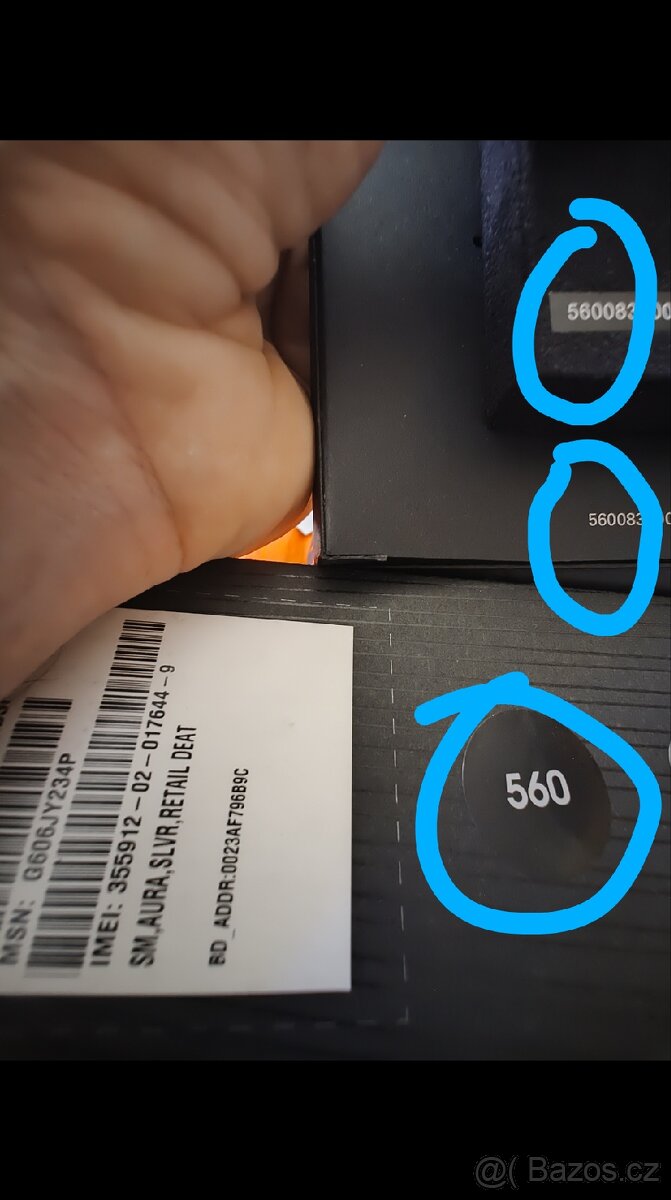 560083
560083
560
MSN: G606JY234P
IMEI: 355912-02-017644-9
SM,AURA,SLVR,RETAIL DEAT
BD_ADDR:0023AF796B9C
@( Bazos.cz